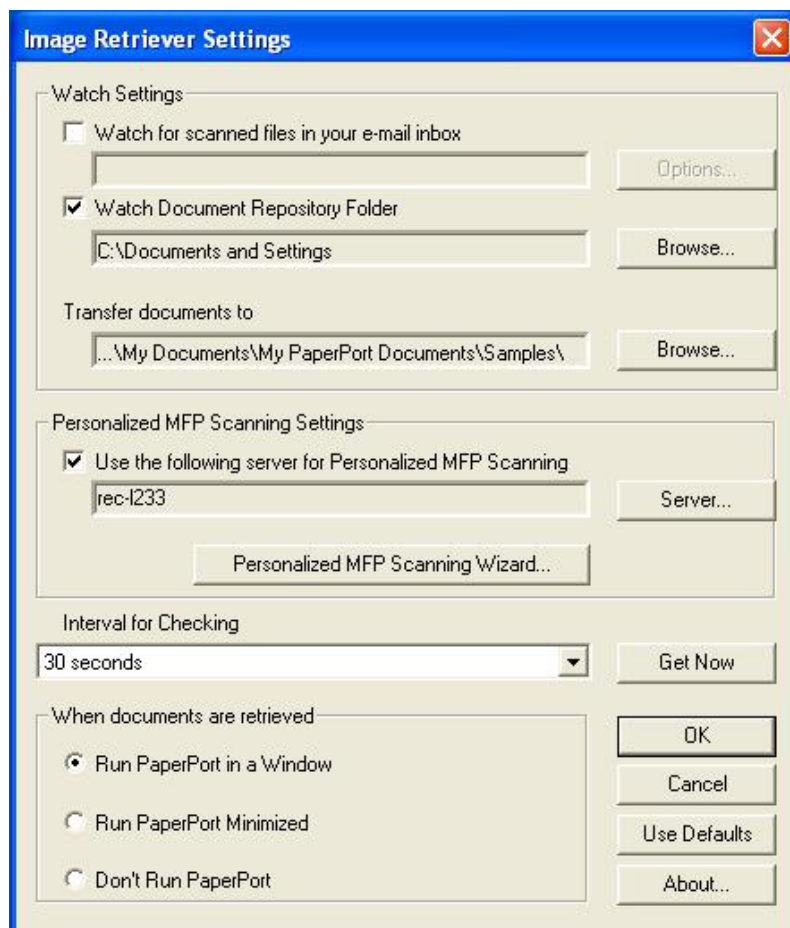 Image Retriever Settings
Watch Settings
Watch for scanned files in your e-mail inbox
Options...
Watch Document Repository Folder
C:\Documents and Settings
Browse...
Transfer documents to
...\My Documents\My PaperPort Documents\Samples\
Browse...
Personalized MFP Scanning Settings
Use the following server for Personalized MFP Scanning
rec-l233
Server...
Personalized MFP Scanning Wizard...
Interval for Checking
30 seconds
Get Now
When documents are retrieved
Run PaperPort in a Window
Run PaperPort Minimized
Don't Run PaperPort
OK
Cancel
Use Defaults
About...